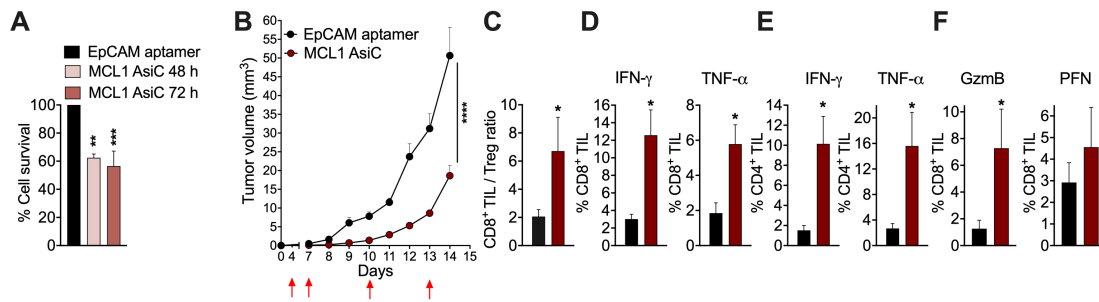 A
EpCAM aptamer
MCL1 AsiC 48 h
MCL1 AsiC 72 h
% Cell survival
100
80
60
40
20
0
**
***
B
EpCAM aptamer
MCL1 AsiC
Tumor volume (mm³)
60
55
50
45
40
35
30
25
20
15
10
5
0
****
0 4 7 8 9 10 11 12 13 14 15
Days
C
CD8⁺ TIL / Treg ratio
10
8
6
4
2
0
*
D
IFN-γ
% CD8⁺ TIL
16
14
12
10
8
6
4
2
0
*
TNF-α
% CD8⁺ TIL
10
8
6
4
2
0
*
E
IFN-γ
% CD4⁺ TIL
14
12
10
8
6
4
2
0
*
TNF-α
% CD4⁺ TIL
25
20
15
10
5
0
*
F
GzmB
% CD8⁺ TIL
10
8
6
4
2
0
*
PFN
% CD8⁺ TIL
7
6
5
4
3
2
1
0